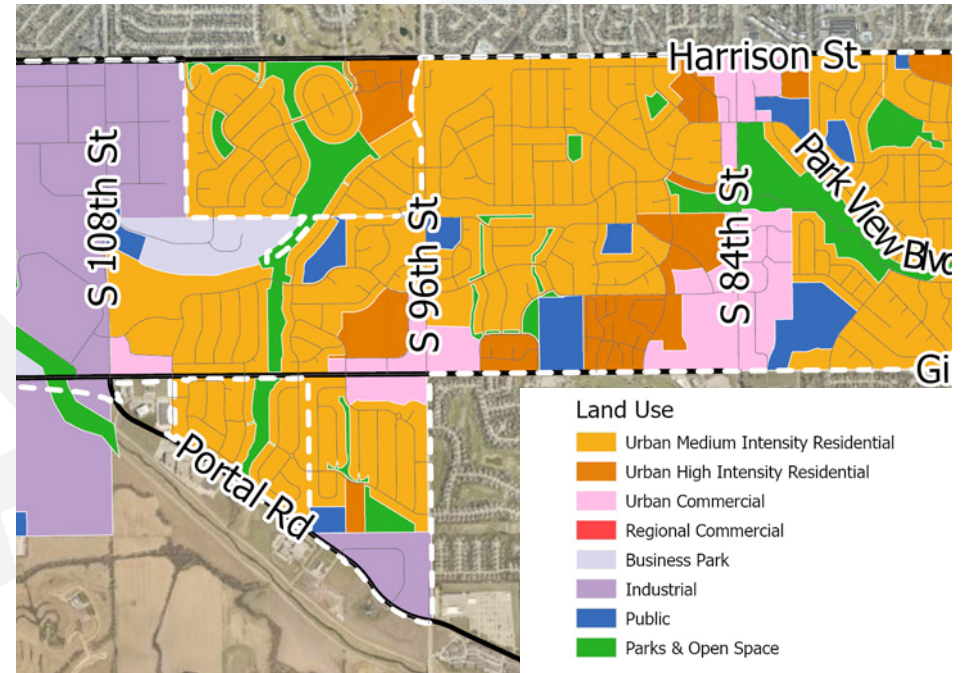 Harrison St
S 108th St
S 96th St
S 84th St
Park View Blvd
Gi
Portal Rd
Land Use
Urban Medium Intensity Residential
Urban High Intensity Residential
Urban Commercial
Regional Commercial
Business Park
Industrial
Public
Parks & Open Space